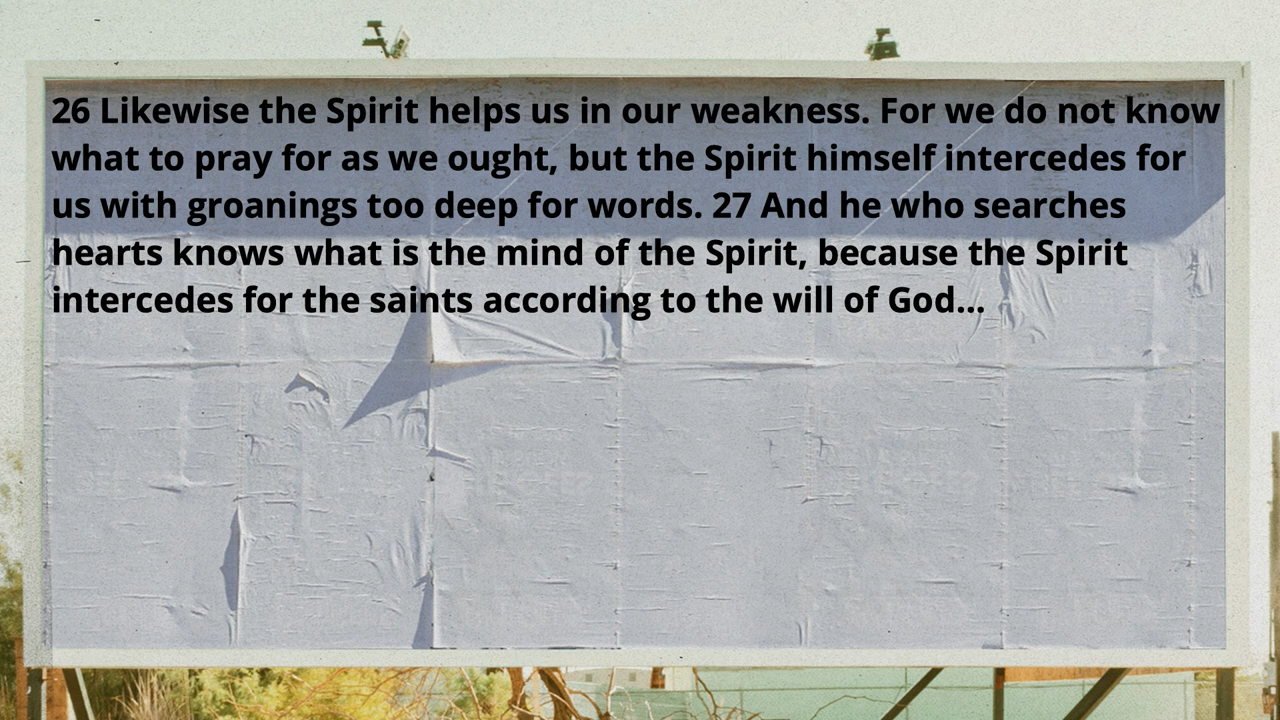 26 Likewise the Spirit helps us in our weakness. For we do not know
what to pray for as we ought, but the Spirit himself intercedes for
us with groanings too deep for words. 27 And he who searches
hearts knows what is the mind of the Spirit, because the Spirit
intercedes for the saints according to the will of God...